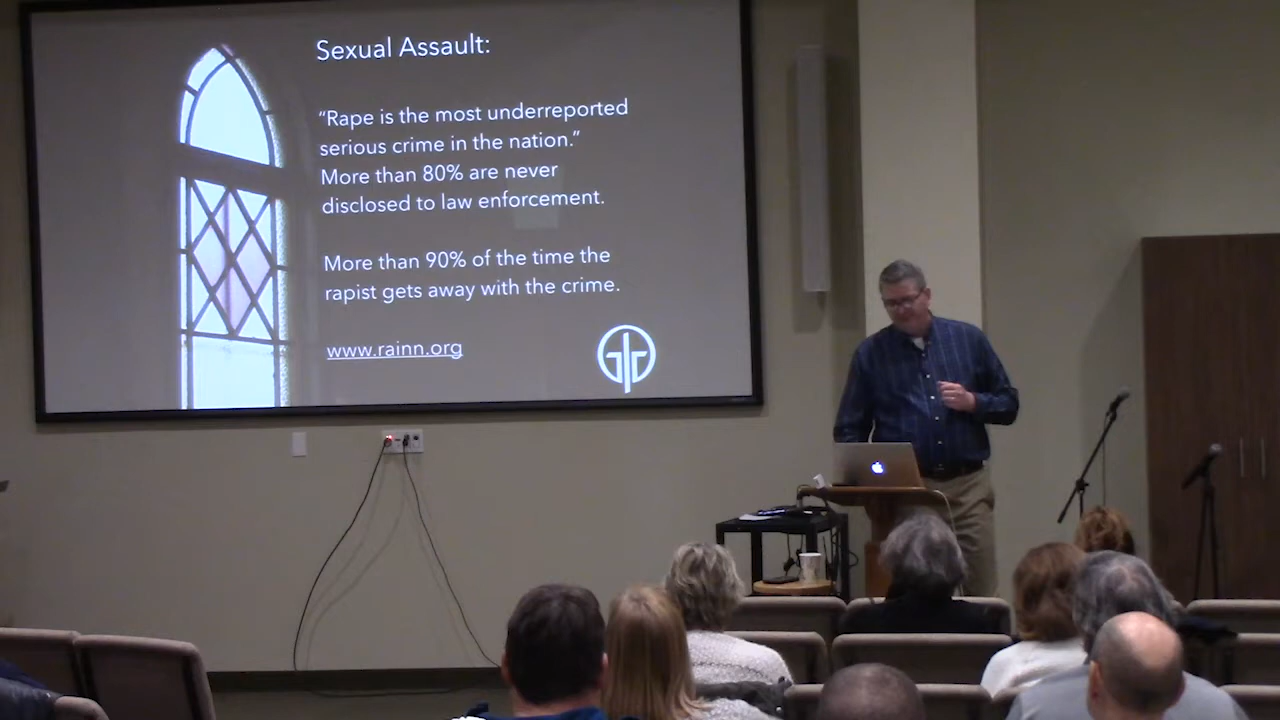 Sexual Assault:
“Rape is the most underreported
serious crime in the nation.”
More than 80% are never
disclosed to law enforcement.
More than 90% of the time the
rapist gets away with the crime.
www.rainn.org